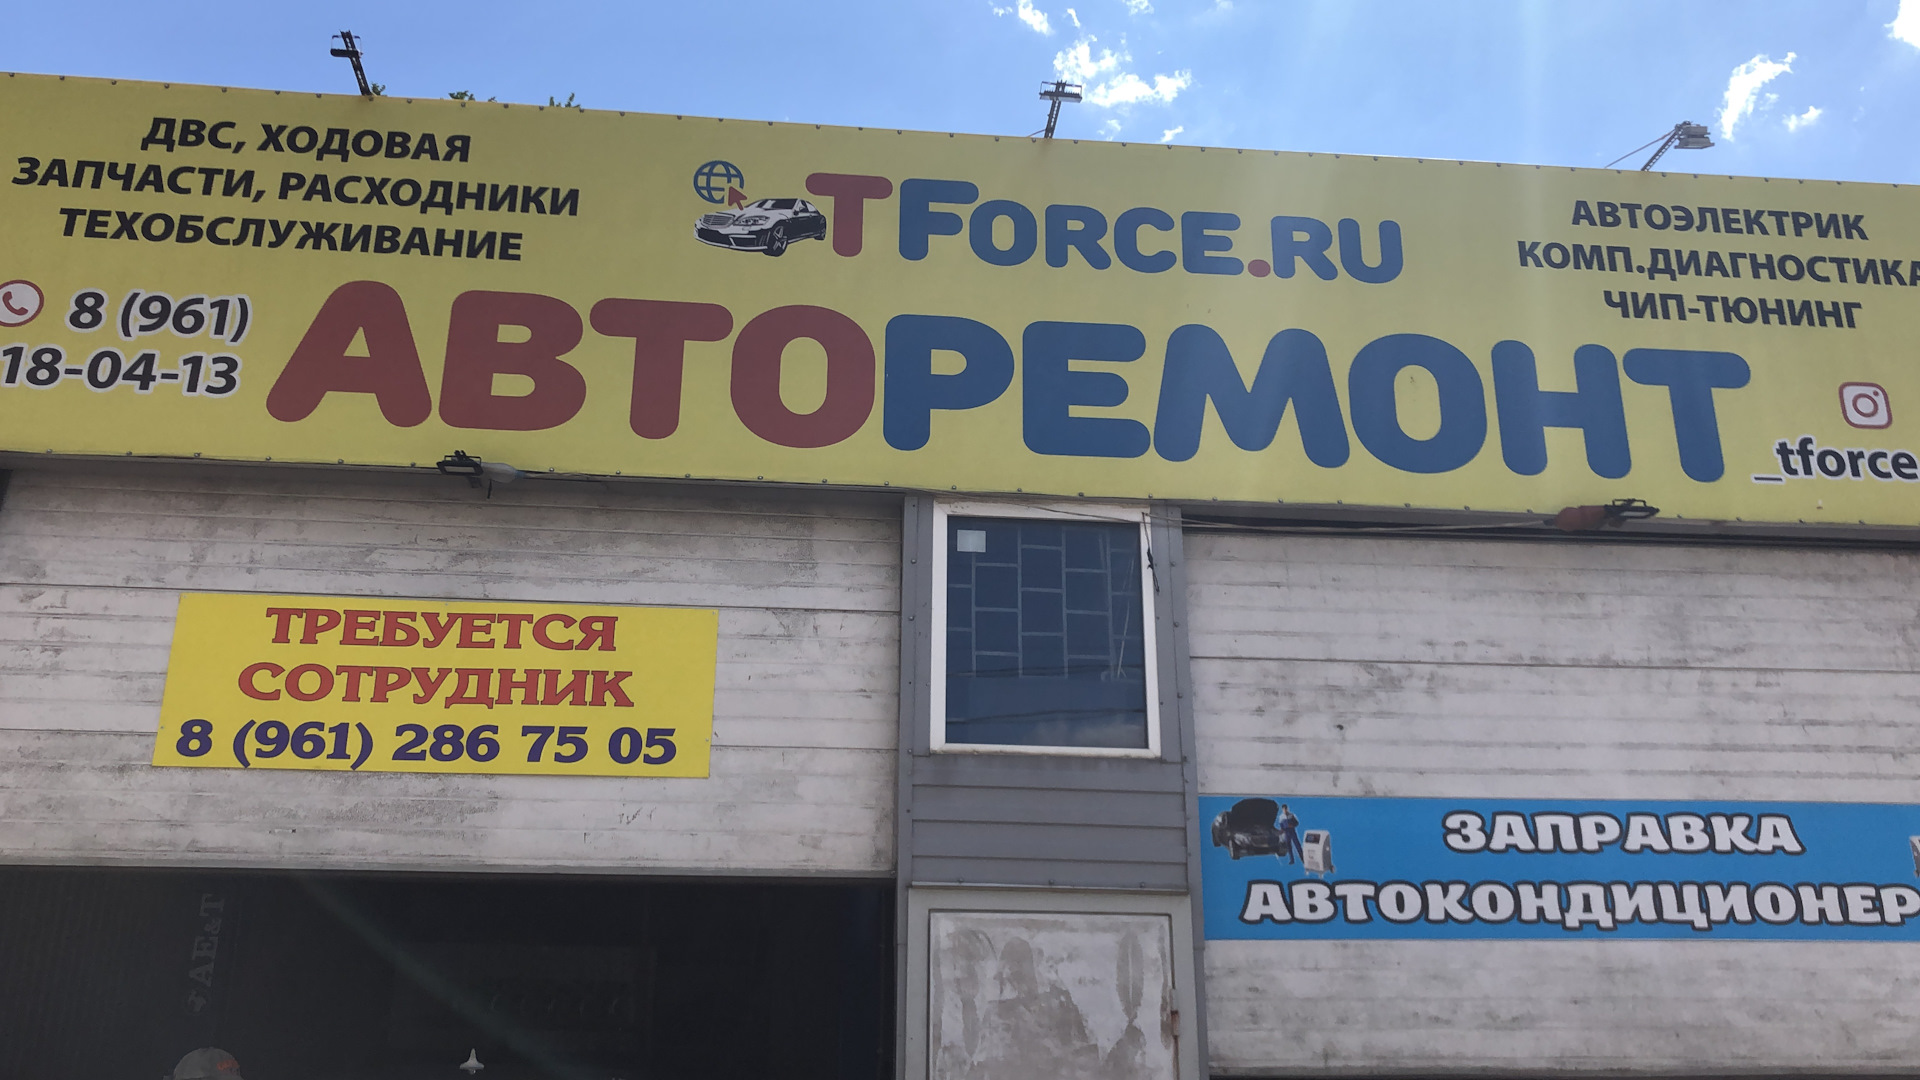 ДВС, ХОДОВАЯ
ЗАПЧАСТИ, РАСХОДНИКИ
ТЕХОБСЛУЖИВАНИЕ
8 (961)
18-04-13
TFORCE.RU
АВТОРЕМОНТ
АВТОЭЛЕКТРИК
КОМП.ДИАГНОСТИКА
ЧИП-ТЮНИНГ
_tforce
ТРЕБУЕТСЯ
СОТРУДНИК
8 (961) 286 75 05
ЗАПРАВКА
АВТОКОНДИЦИОНЕР
AE&T